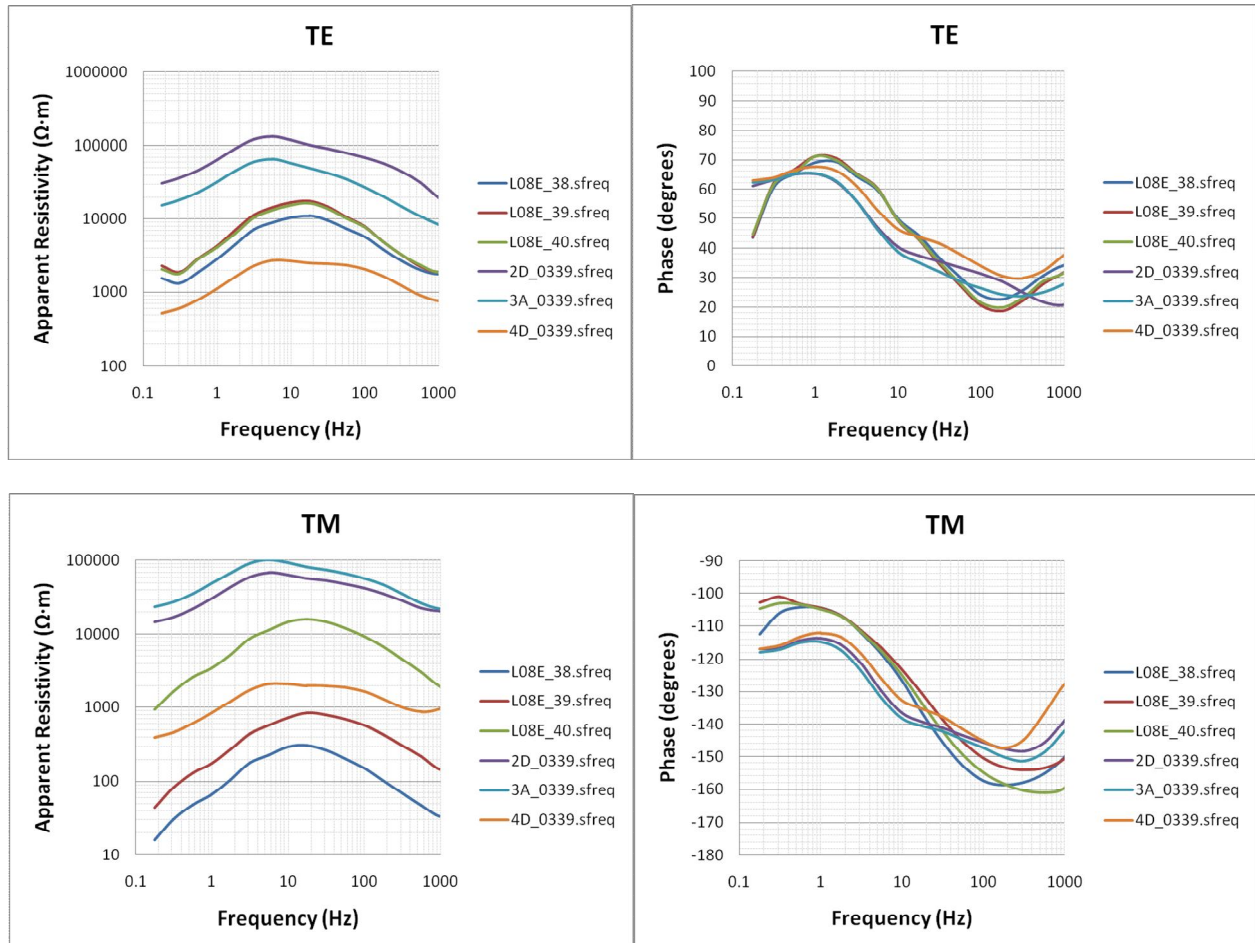 TE
Apparent Resistivity (Ω·m)
1000000
100000
10000
1000
100
0.1 1 10 100 1000
Frequency (Hz)
L08E_38.sfreq
L08E_39.sfreq
L08E_40.sfreq
2D_0339.sfreq
3A_0339.sfreq
4D_0339.sfreq
TE
Phase (degrees)
100
90
80
70
60
50
40
30
20
10
0
0.1 1 10 100 1000
Frequency (Hz)
L08E_38.sfreq
L08E_39.sfreq
L08E_40.sfreq
2D_0339.sfreq
3A_0339.sfreq
4D_0339.sfreq
TM
Apparent Resistivity (Ω·m)
100000
10000
1000
100
10
0.1 1 10 100 1000
Frequency (Hz)
L08E_38.sfreq
L08E_39.sfreq
L08E_40.sfreq
2D_0339.sfreq
3A_0339.sfreq
4D_0339.sfreq
TM
Phase (degrees)
-90
-100
-110
-120
-130
-140
-150
-160
-170
-180
0.1 1 10 100 1000
Frequency (Hz)
L08E_38.sfreq
L08E_39.sfreq
L08E_40.sfreq
2D_0339.sfreq
3A_0339.sfreq
4D_0339.sfreq